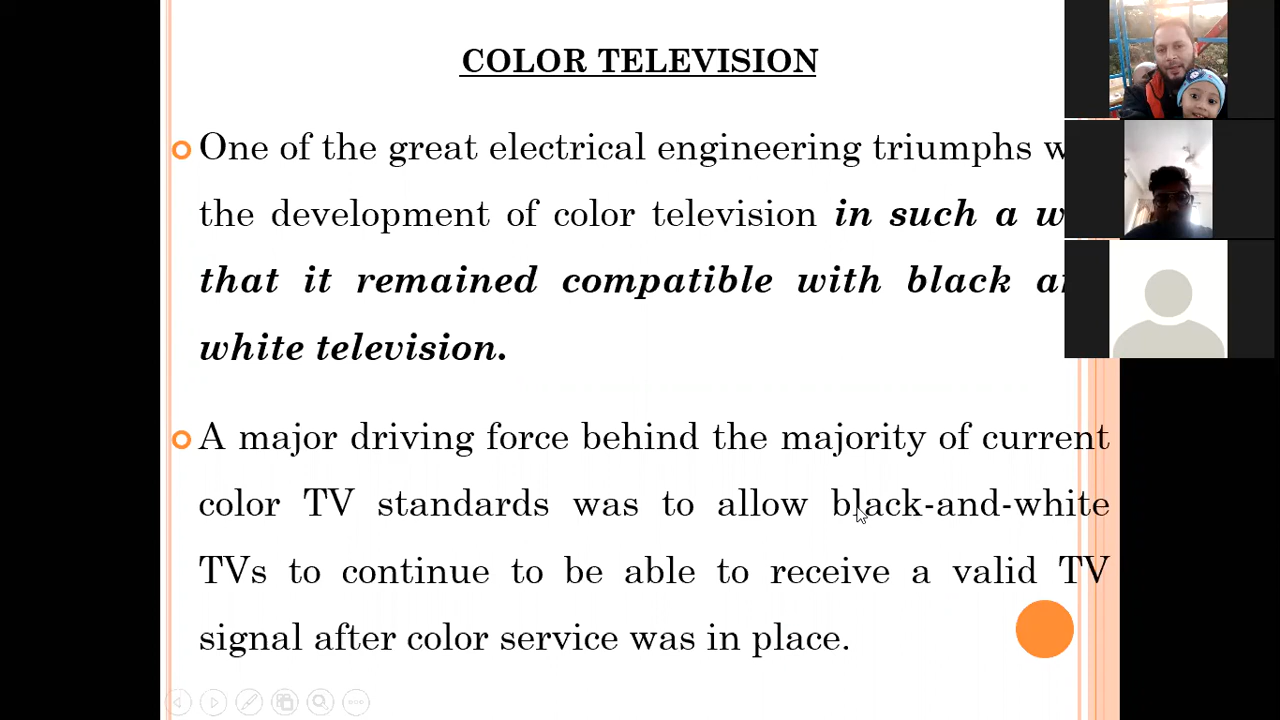 COLOR TELEVISION
One of the great electrical engineering triumphs
the development of color television in such a
that it remained compatible with black
white television.
A major driving force behind the majority of current
color TV standards was to allow black-and-white
TVs to continue to be able to receive a valid TV
signal after color service was in place.